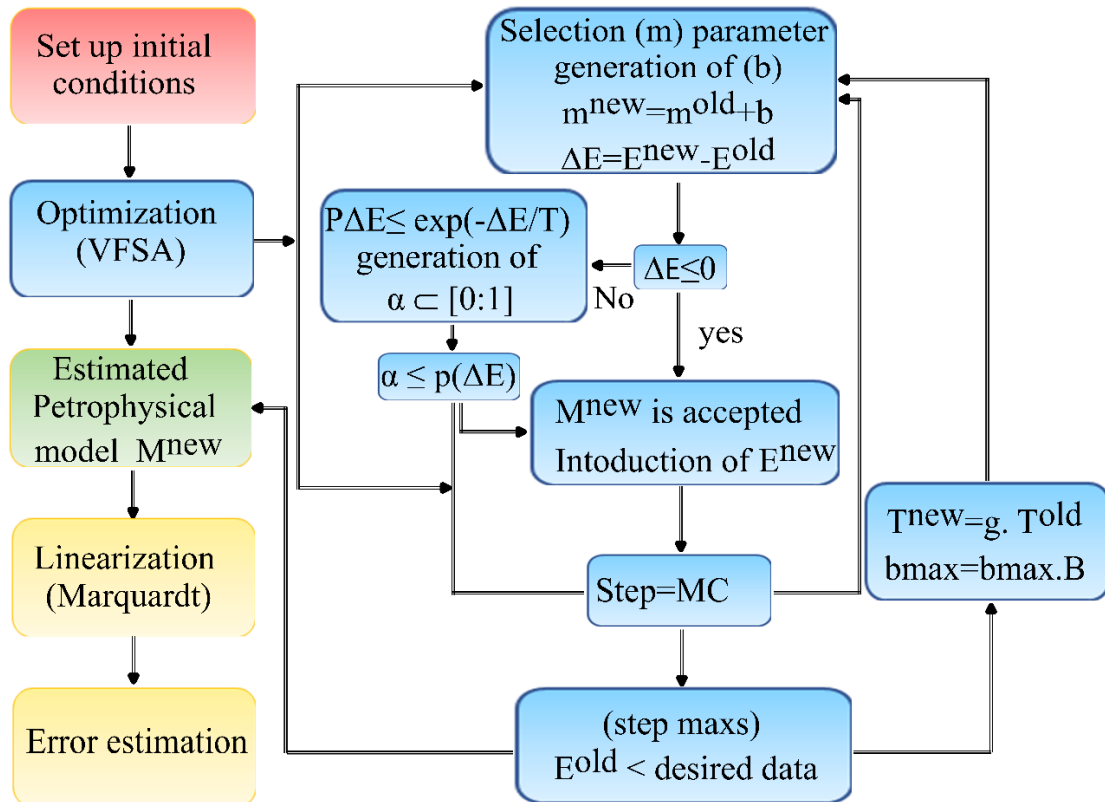 Set up initial
conditions
Optimization
(VFSA)
Estimated
Petrophysical
model Mnew
Linearization
(Marquardt)
Error estimation
Selection (m) parameter
generation of (b)
mnew=mold+b
ΔE=Enew-Eold
PΔE≤ exp(-ΔE/T)
generation of
α ⊂ [0:1]
ΔE≤0
No
yes
α ≤ p(ΔE)
Mnew is accepted
Intoduction of Enew
Step=MC
Tnew=g. Told
bmax=bmax.B
(step maxs)
Eold < desired data